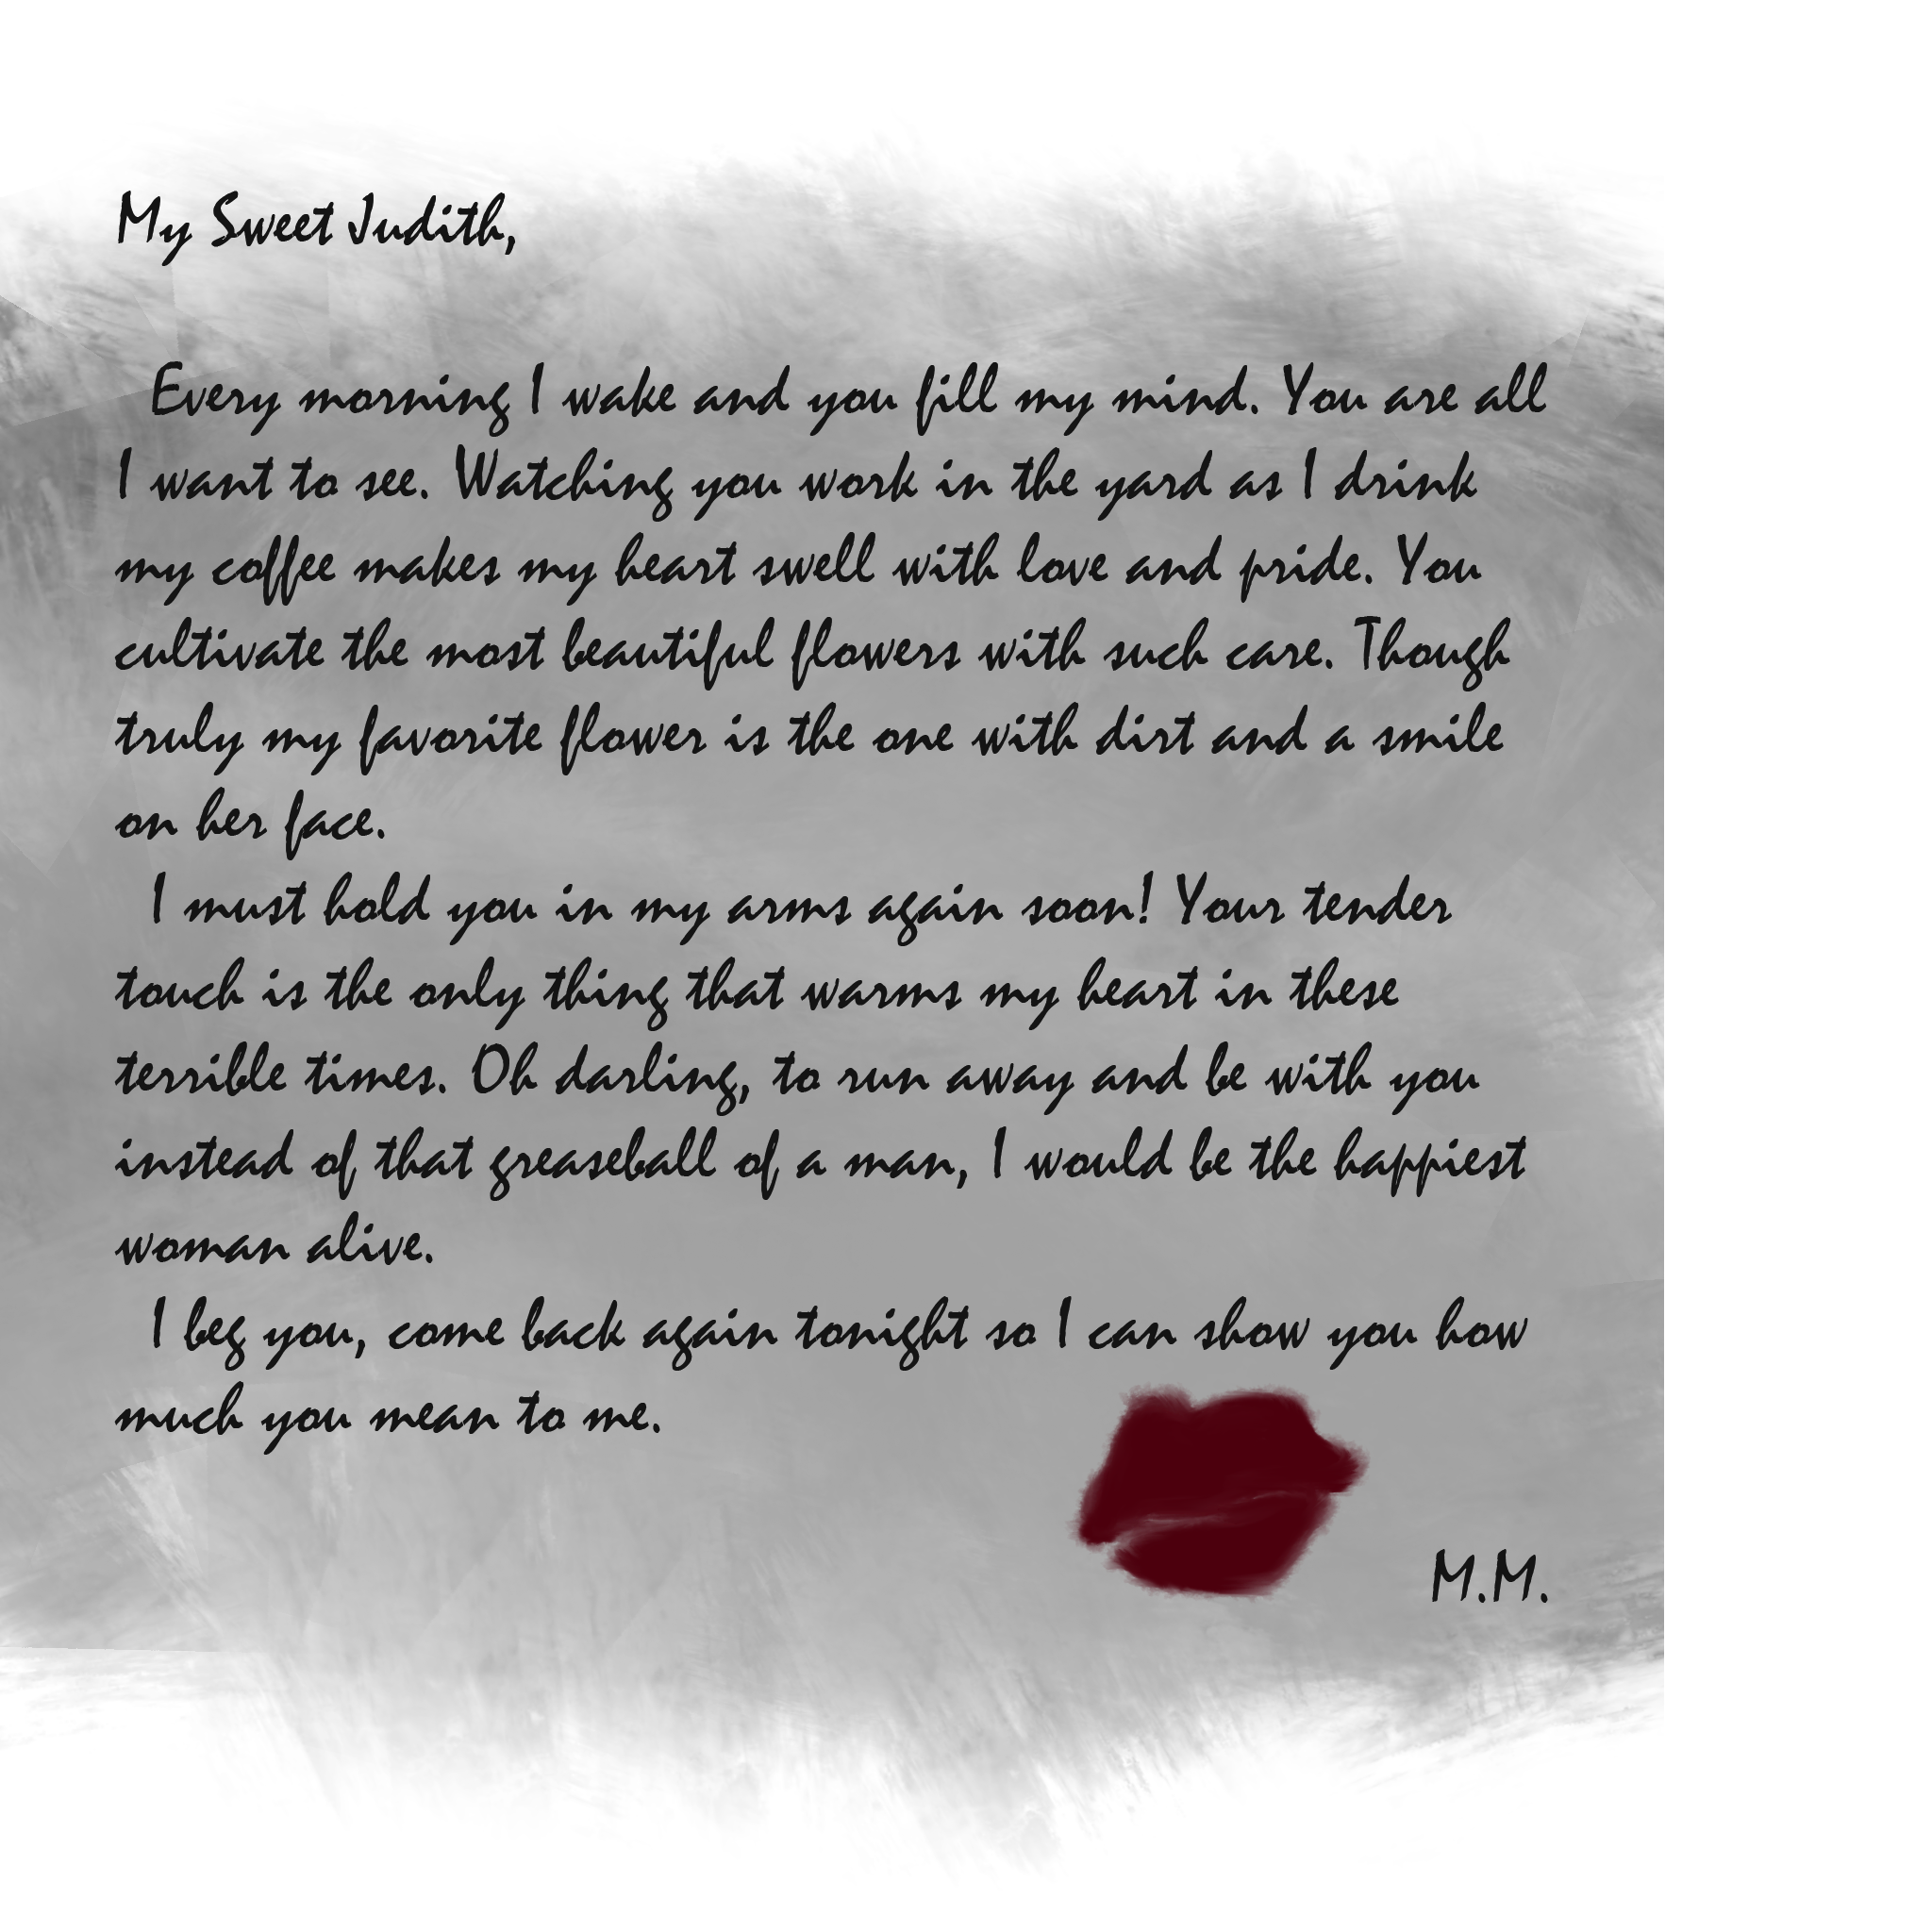 My Sweet Judith,
Every morning I wake and you fill my mind. You are all
I want to see. Watching you work in the yard as I drink
my coffee makes my heart swell with love and pride. You
cultivate the most beautiful flowers with such care. Though
truly my favorite flower is the one with dirt and a smile
on her face.
I must hold you in my arms again soon! Your tender
touch is the only thing that warms my heart in these
terrible times. Oh darling, to run away and be with you
instead of that greaseball of a man, I would be the happiest
woman alive.
I beg you, come back again tonight so I can show you how
much you mean to me.
M.M.